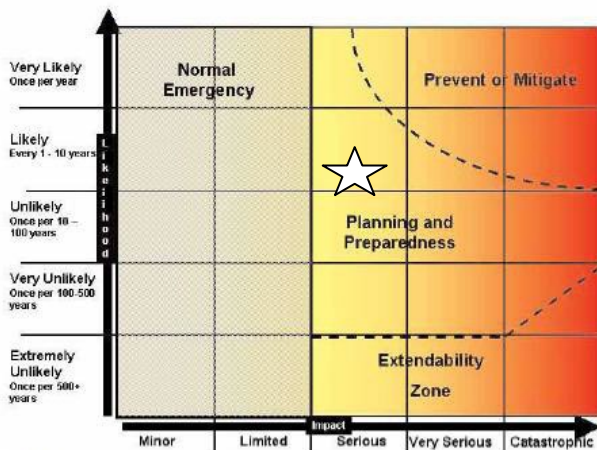 Very Likely
Once per year
Normal
Emergency
Prevent or Mitigate
Likely
Every 1 - 10 years
Likelihood
Unlikely
Once per 10 –
100 years
Planning and
Preparedness
Very Unlikely
Once per 100-500
years
Extremely
Unlikely
Once per 500+
years
Extendability
Zone
Impact
Minor
Limited
Serious
Very Serious
Catastrophic